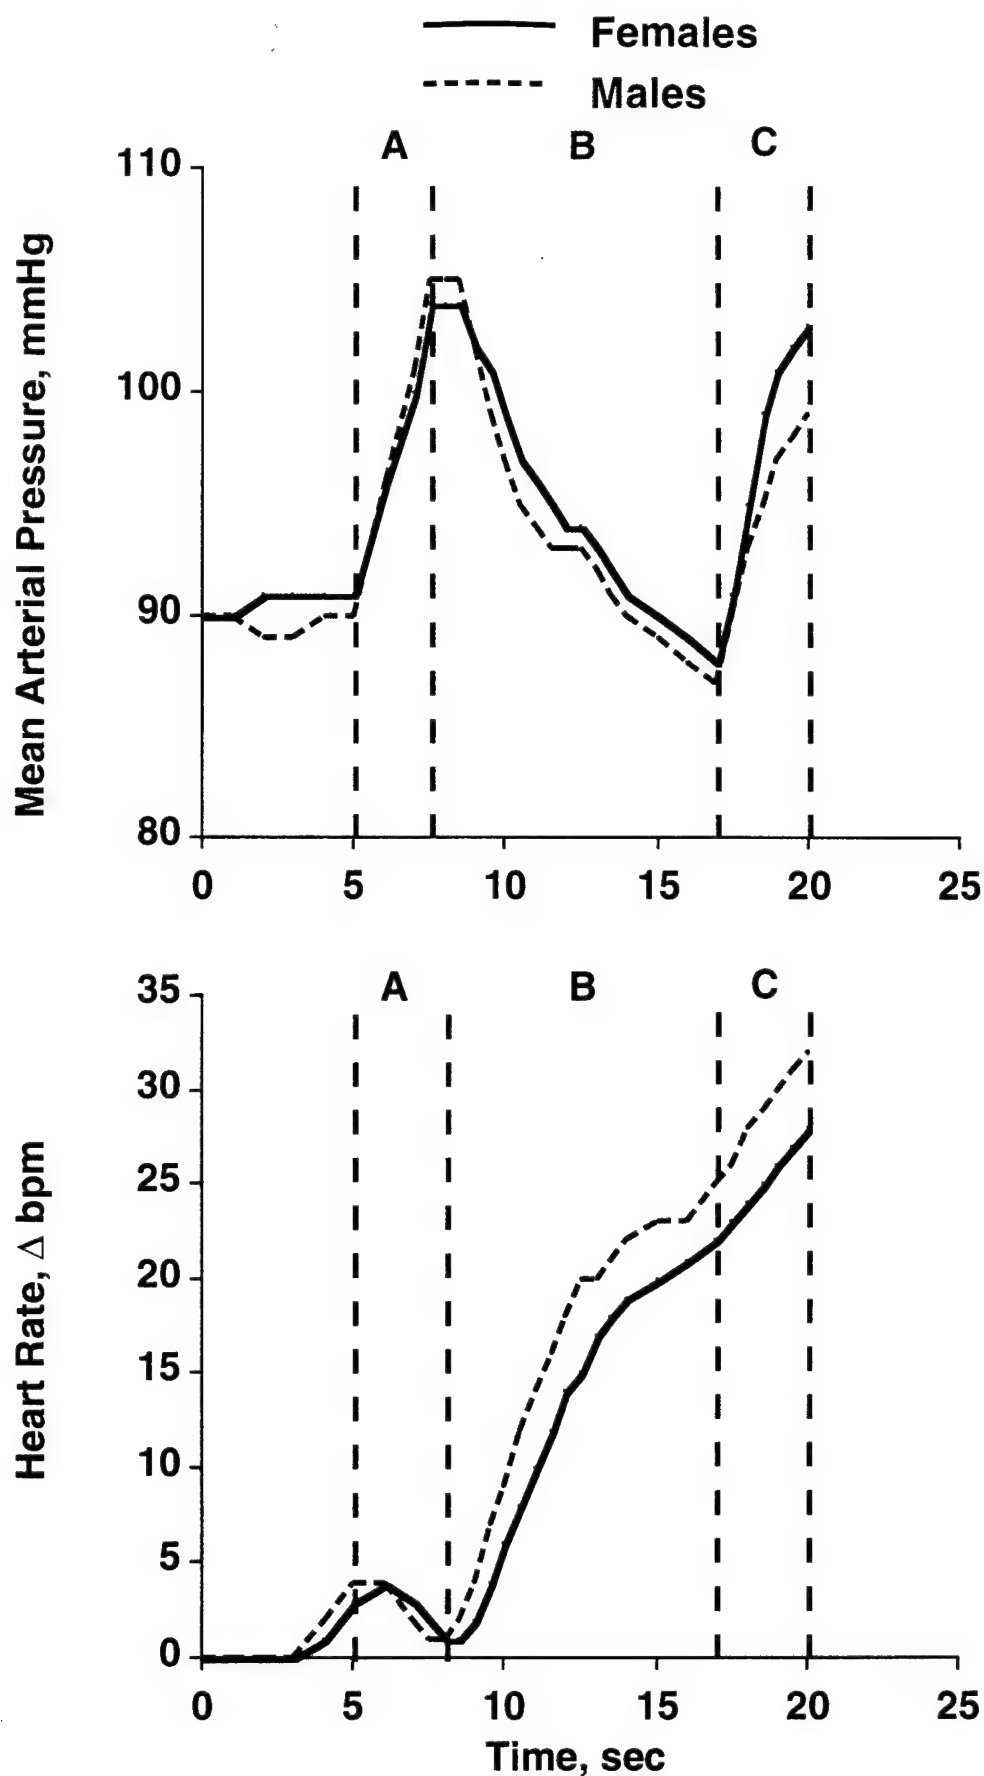 Females
Males
A B C
Mean Arterial Pressure, mmHg
110
100
90
80
0 5 10 15 20 25
A B C
Heart Rate, Δ bpm
35
30
25
20
15
10
5
0
0 5 10 15 20 25
Time, sec